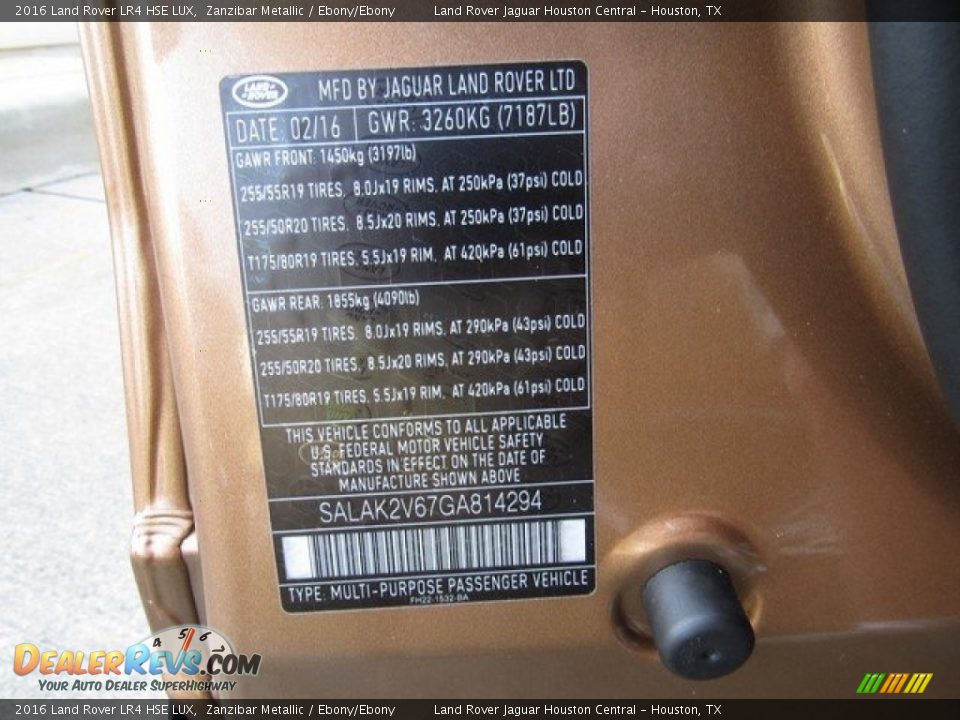 2016 Land Rover LR4 HSE LUX, Zanzibar Metallic / Ebony/Ebony Land Rover Jaguar Houston Central - Houston, TX
LAND ROVER
MFD BY JAGUAR LAND ROVER LTD
DATE: 02/16 GWR: 3260KG (7187LB)
GAWR FRONT: 1450kg (3197lb)
255/55R19 TIRES, 8.0Jx19 RIMS, AT 250kPa (37psi) COLD
255/50R20 TIRES, 8.5Jx20 RIMS, AT 250kPa (37psi) COLD
T175/80R19 TIRES, 5.5Jx19 RIM, AT 420kPa (61psi) COLD
GAWR REAR: 1855kg (4090lb)
255/55R19 TIRES, 8.0Jx19 RIMS, AT 290kPa (43psi) COLD
255/50R20 TIRES, 8.5Jx20 RIMS, AT 290kPa (43psi) COLD
T175/80R19 TIRES, 5.5Jx19 RIM, AT 420kPa (61psi) COLD
THIS VEHICLE CONFORMS TO ALL APPLICABLE
U.S. FEDERAL MOTOR VEHICLE SAFETY
STANDARDS IN EFFECT ON THE DATE OF
MANUFACTURE SHOWN ABOVE
SALAK2V67GA814294
TYPE: MULTI-PURPOSE PASSENGER VEHICLE
FH22-1532-BA
4 5 6
DEALERREVS.COM
YOUR AUTO DEALER SUPERHIGHWAY
2016 Land Rover LR4 HSE LUX, Zanzibar Metallic / Ebony/Ebony Land Rover Jaguar Houston Central - Houston, TX